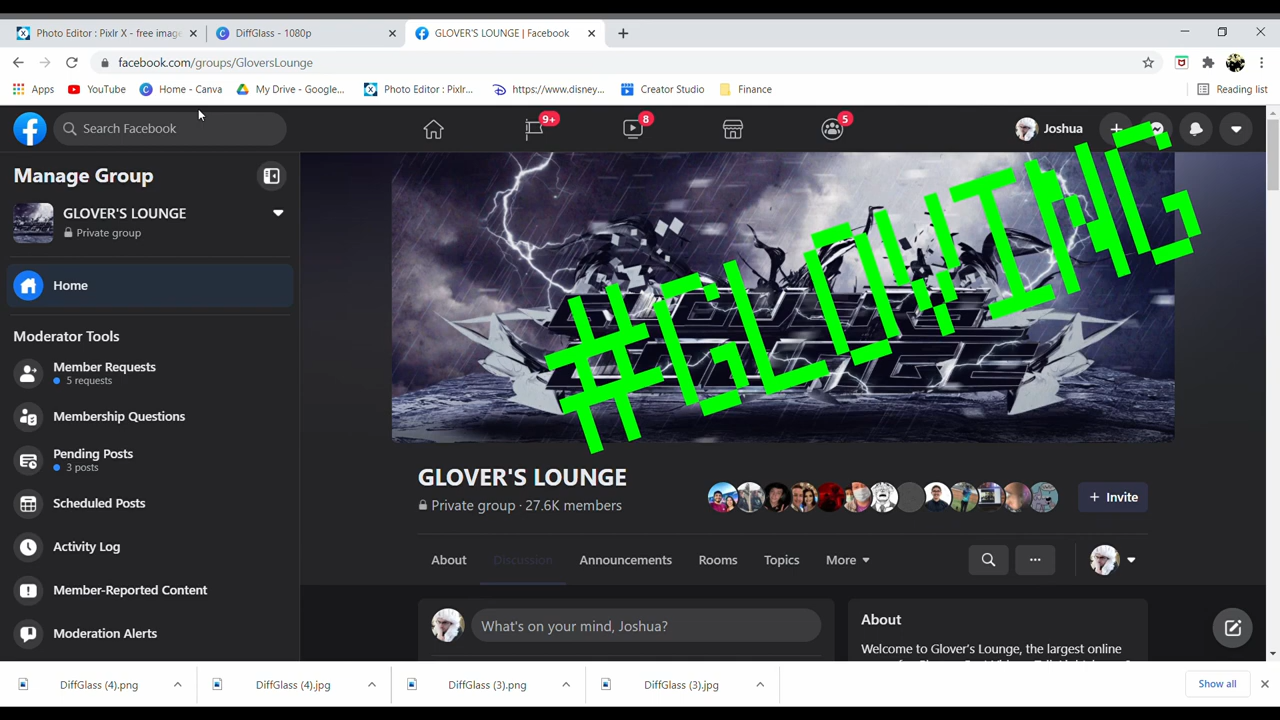 Photo Editor : Pixlr X - free imag
DiffGlass - 1080p
GLOVER'S LOUNGE | Facebook
facebook.com/groups/GloversLounge
Apps
YouTube
Home - Canva
My Drive - Google...
Photo Editor : Pixlr...
https://www.disney...
Creator Studio
Finance
Reading list
Search Facebook
9+
8
5
Joshua
Manage Group
GLOVER'S LOUNGE
Private group
Home
Moderator Tools
Member Requests
5 requests
Membership Questions
Pending Posts
3 posts
Scheduled Posts
Activity Log
Member-Reported Content
Moderation Alerts
GLOVERS
LOUNGE
#GLOWING
GLOVER'S LOUNGE
Private group · 27.6K members
+ Invite
About
Discussion
Announcements
Rooms
Topics
More
What's on your mind, Joshua?
About
Welcome to Glover's Lounge, the largest online
DiffGlass (4).png
DiffGlass (4).jpg
DiffGlass (3).png
DiffGlass (3).jpg
Show all